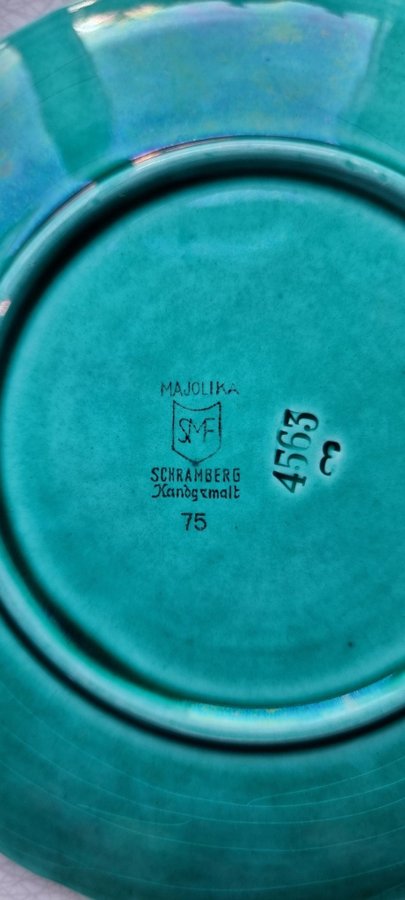 MAJOLIKA
SMF
SCHRAMBERG
Handgemalt
75
4563
3